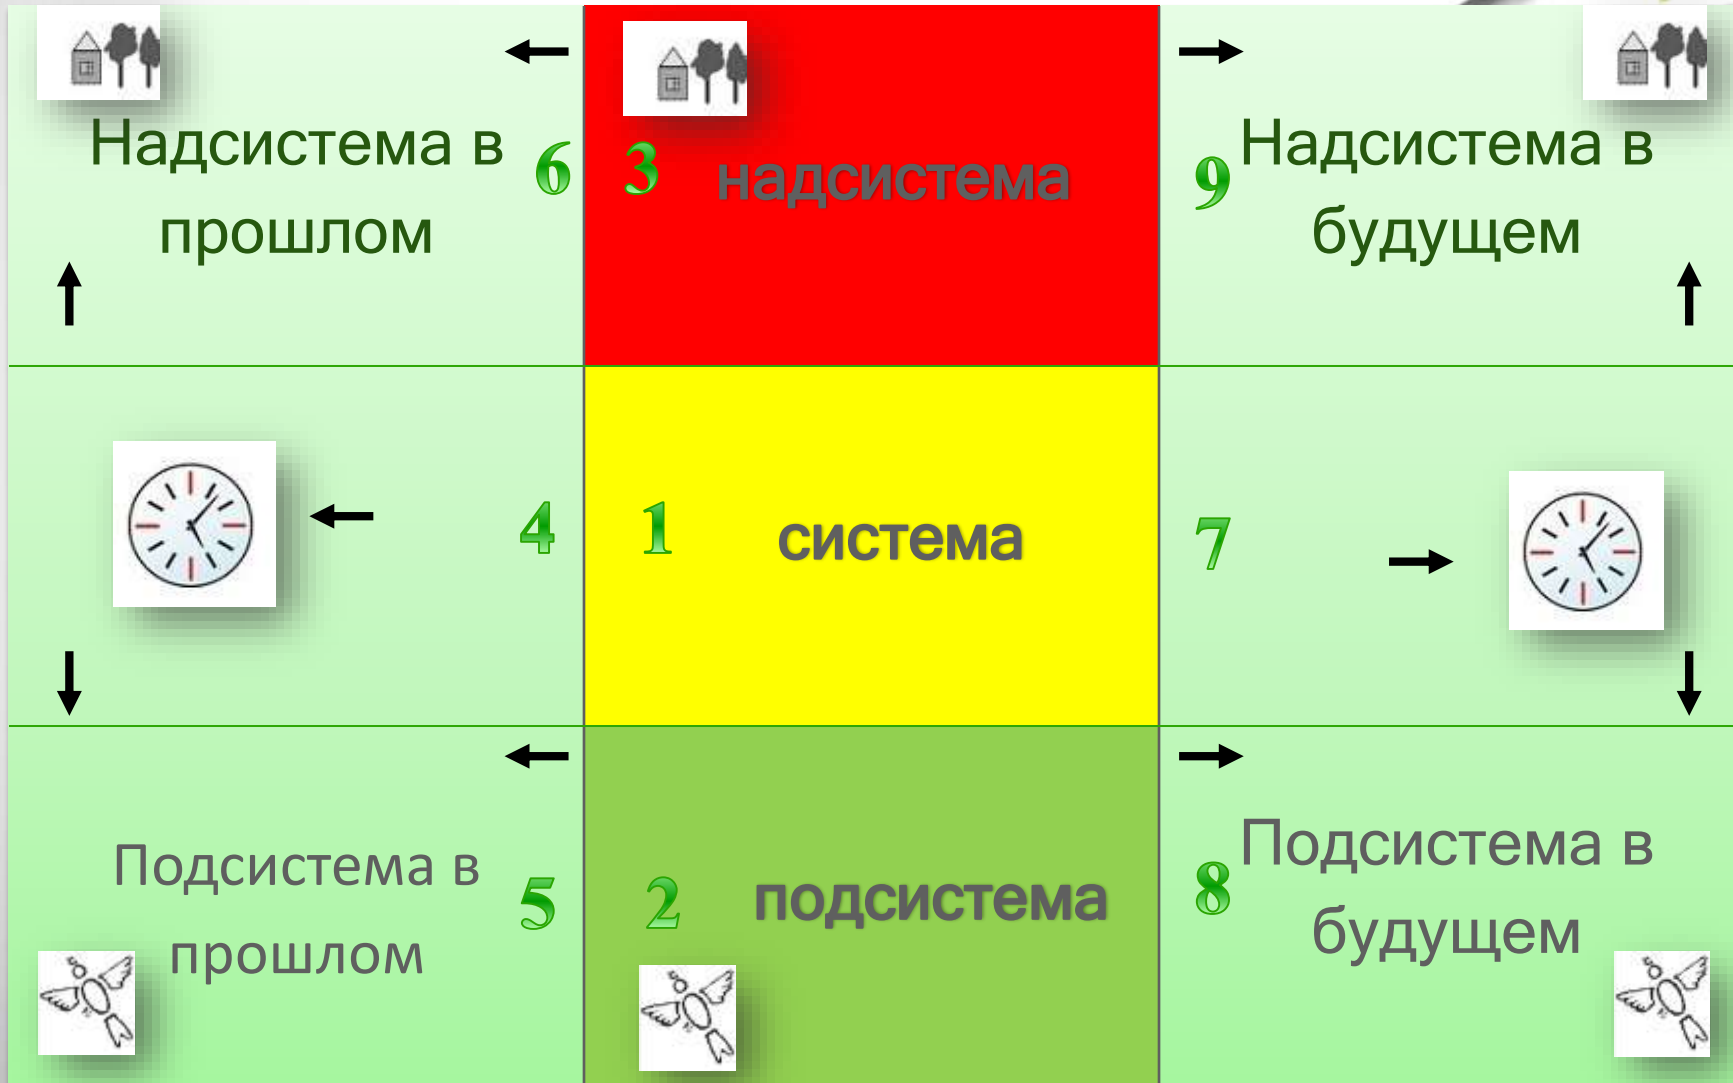 Надсистема в
прошлом
6
3
надсистема
9
Надсистема в
будущем
4
1
система
7
Подсистема в
прошлом
5
2
подсистема
8
Подсистема в
будущем